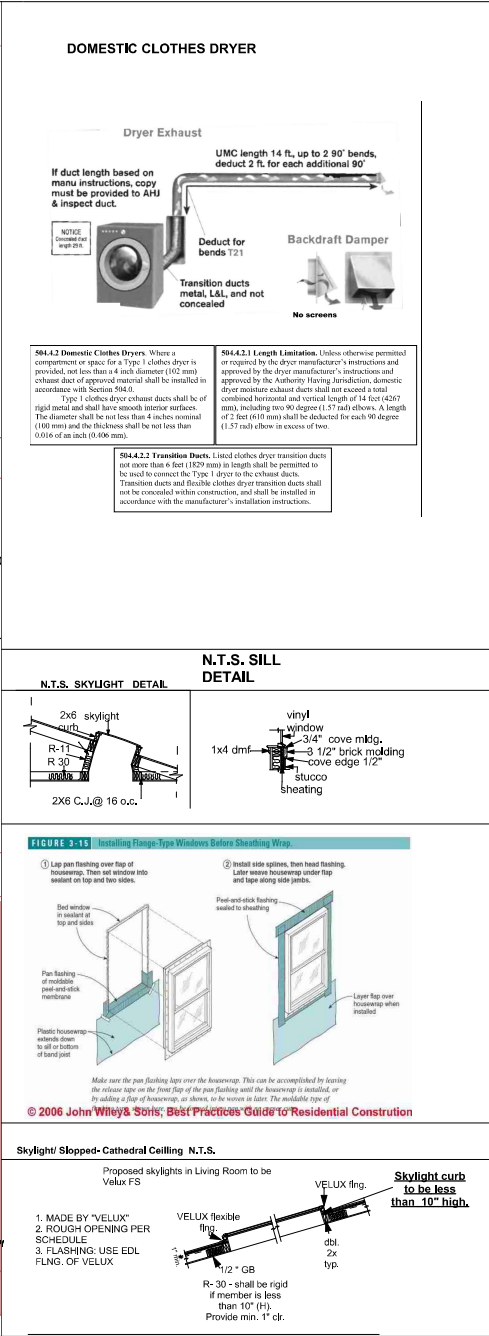 DOMESTIC CLOTHES DRYER
Dryer Exhaust
UMC length 14 ft., up to 2 90° bends,
deduct 2 ft. for each additional 90°
If duct length based on
manu instructions, copy
must be provided to AHJ
& inspect duct.
NOTICE
Concealed duct
length 25 ft.
Deduct for
bends T21
Backdraft Damper
Transition ducts
metal, L&L, and not
concealed
No screens
504.4.2 Domestic Clothes Dryers. Where a
compartment or space for a Type 1 clothes dryer is
provided, not less than a 4 inch diameter (102 mm)
exhaust duct of approved material shall be installed in
accordance with Section 504.0.
Type 1 clothes dryer exhaust ducts shall be of
rigid metal and shall have smooth interior surfaces.
The diameter shall be not less than 4 inches nominal
(100 mm) and the thickness shall be not less than
0.016 of an inch (0.406 mm).
504.4.2.1 Length Limitation. Unless otherwise permitted
or required by the dryer manufacturer's instructions and
approved by the dryer manufacturer's instructions and
approved by the Authority Having Jurisdiction, domestic
dryer moisture exhaust ducts shall not exceed a total
combined horizontal and vertical length of 14 feet (4267
mm), including two 90 degree (1.57 rad) elbows. A length
of 2 feet (610 mm) shall be deducted for each 90 degree
(1.57 rad) elbow in excess of two.
504.4.2.2 Transition Ducts. Listed clothes dryer transition ducts
not more than 6 feet (1829 mm) in length shall be permitted to
be used to connect the Type 1 dryer to the exhaust ducts.
Transition ducts and flexible clothes dryer transition ducts shall
not be concealed within construction, and shall be installed in
accordance with the manufacturer's installation instructions.
N.T.S. SKYLIGHT DETAIL
2x6 skylight
curb
R-11
R 30
2X6 C.J.@ 16 o.c.
N.T.S. SILL
DETAIL
vinyl
window
3/4" cove mldg.
1x4 dmf
3 1/2" brick molding
cove edge 1/2"
stucco
sheating
FIGURE 3-15 Installing Flange-Type Windows Before Sheathing Wrap.
1 Lap pan flashing over flap of
housewrap. Then set window into
sealant on top and two sides.
Bed window
in sealant at
top and sides
Pan flashing
of moldable
peel-and-stick
membrane
Plastic housewrap
extends down
to sill or bottom
of band joist
2 Install side splines, then head flashing.
Later weave housewrap under flap
and tape along side jambs.
Peel-and-stick flashing
sealed to sheathing
Layer flap over
housewrap when
installed
Make sure the pan flashing laps over the housewrap. This can be accomplished by leaving
the release tape on the front flap of the pan flashing until the housewrap is installed, or
by adding a flap of housewrap, as shown, to be woven in later. The moldable type of
© 2006 John Wiley& Sons, Best Practices Guide to Residential Constrution
Skylight/ Slopped- Cathedral Ceilling N.T.S.
Proposed skylights in Living Room to be
Velux FS
1. MADE BY "VELUX"
2. ROUGH OPENING PER
SCHEDULE
3. FLASHING: USE EDL
FLNG. OF VELUX
VELUX flexible
flng.
VELUX flng.
Skylight curb
to be less
than 10" high.
1" min.
dbl.
2x
typ.
1/2 " GB
R- 30 - shall be rigid
if member is less
than 10" (H).
Provide min. 1" clr.